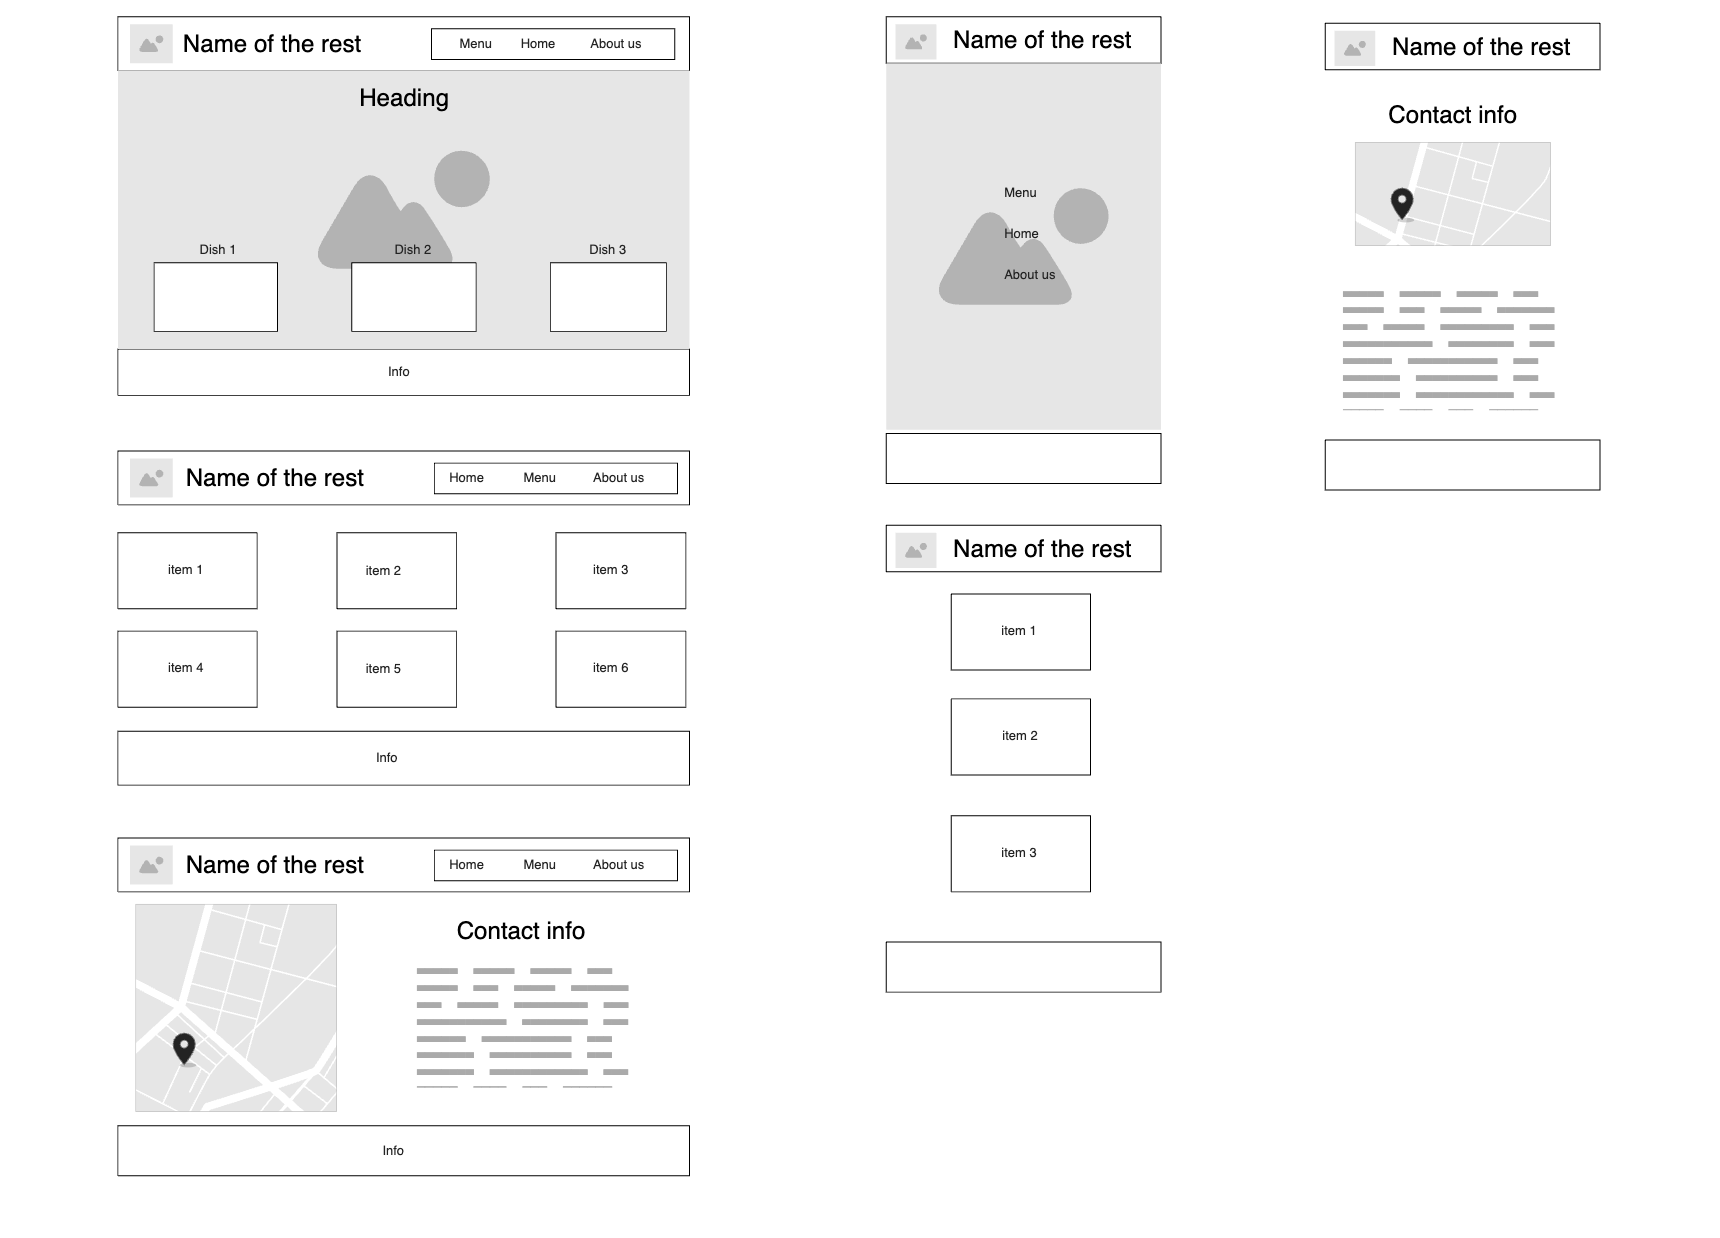 Name of the rest
Menu Home About us
Heading
Dish 1 Dish 2 Dish 3
Info
Name of the rest
Home Menu About us
item 1 item 2 item 3
item 4 item 5 item 6
Info
Name of the rest
Home Menu About us
Contact info
Info
Name of the rest
Menu
Home
About us
Name of the rest
item 1
item 2
item 3
Name of the rest
Contact info